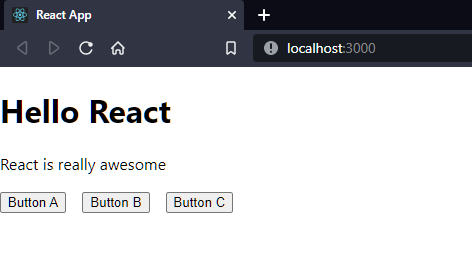 React App
localhost:3000
Hello React
React is really awesome
Button A Button B Button C